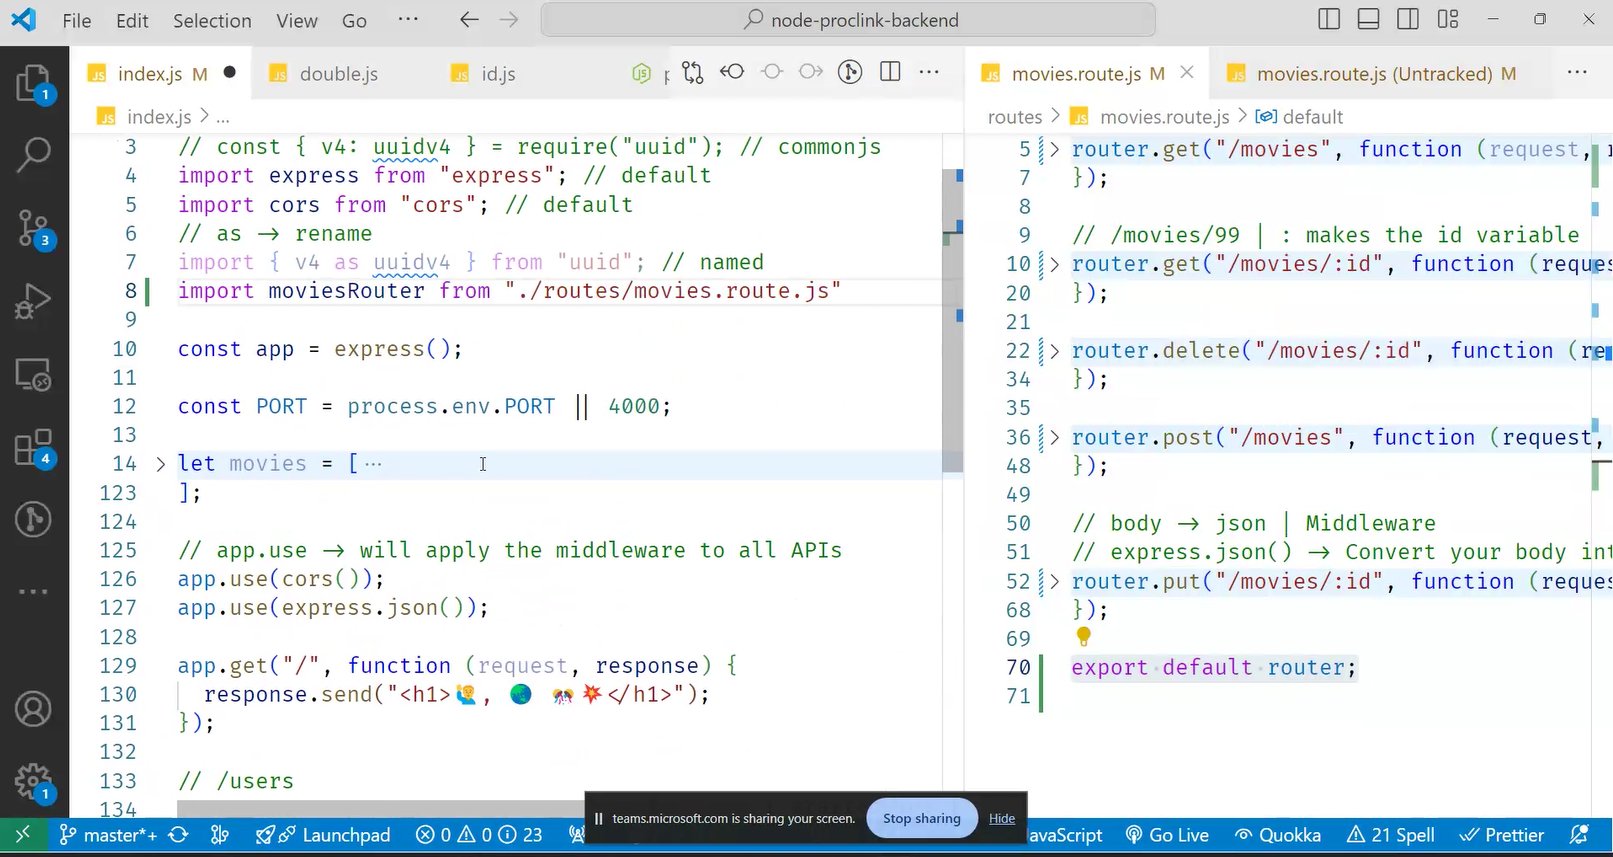 File Edit Selection View Go ··· node-proclink-backend
index.js M double.js id.js
index.js > ...
3 // const { v4: uuidv4 } = require("uuid"); // commonjs
4 import express from "express"; // default
5 import cors from "cors"; // default
6 // as → rename
7 import { v4 as uuidv4 } from "uuid"; // named
8 import moviesRouter from "./routes/movies.route.js"
9
10 const app = express();
11
12 const PORT = process.env.PORT || 4000;
13
14 let movies = [ ···
123 ];
124
125 // app.use → will apply the middleware to all APIs
126 app.use(cors());
127 app.use(express.json());
128
129 app.get("/", function (request, response) {
130 response.send("<h1>🙋‍♂️, 🌏 🎊💥</h1>");
131 });
132
133 // /users
134
movies.route.js M movies.route.js (Untracked) M
routes > movies.route.js > default
5 router.get("/movies", function (request, r
7 });
8
9 // /movies/99 | : makes the id variable
10 router.get("/movies/:id", function (reques
20 });
21
22 router.delete("/movies/:id", function (re
34 });
35
36 router.post("/movies", function (request,
48 });
49
50 // body → json | Middleware
51 // express.json() → Convert your body int
52 router.put("/movies/:id", function (reques
68 });
69
70 export default router;
71
1
3
4
1
teams.microsoft.com is sharing your screen. Stop sharing Hide
master*+ Launchpad 0 0 23 JavaScript Go Live Quokka 21 Spell Prettier